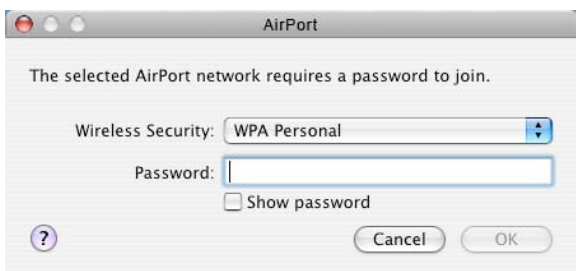 AirPort
The selected AirPort network requires a password to join.
Wireless Security: WPA Personal
Password:
Show password
? Cancel OK